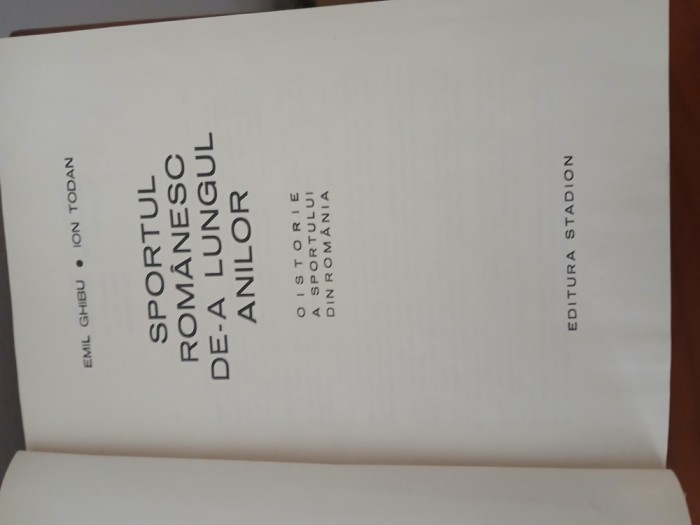 EMIL GHIBU • ION TODAN
SPORTUL
ROMÂNESC
DE-A LUNGUL
ANILOR
O ISTORIE
A SPORTULUI
DIN ROMÂNIA
EDITURA STADION